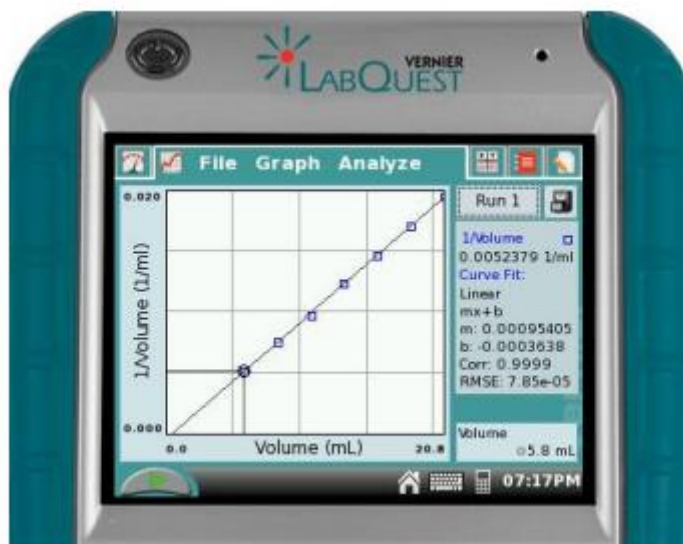 VERNIER
LABQUEST
File Graph Analyze
0.020
1/Volume (1/ml)
0.000
0.0
Volume (mL)
20.8
Run 1
1/Volume
0.0052379 1/ml
Curve Fit:
Linear
mx+b
m: 0.00095405
b: -0.0003638
Corr: 0.9999
RMSE: 7.85e-05
Volume
5.8 mL
07:17PM